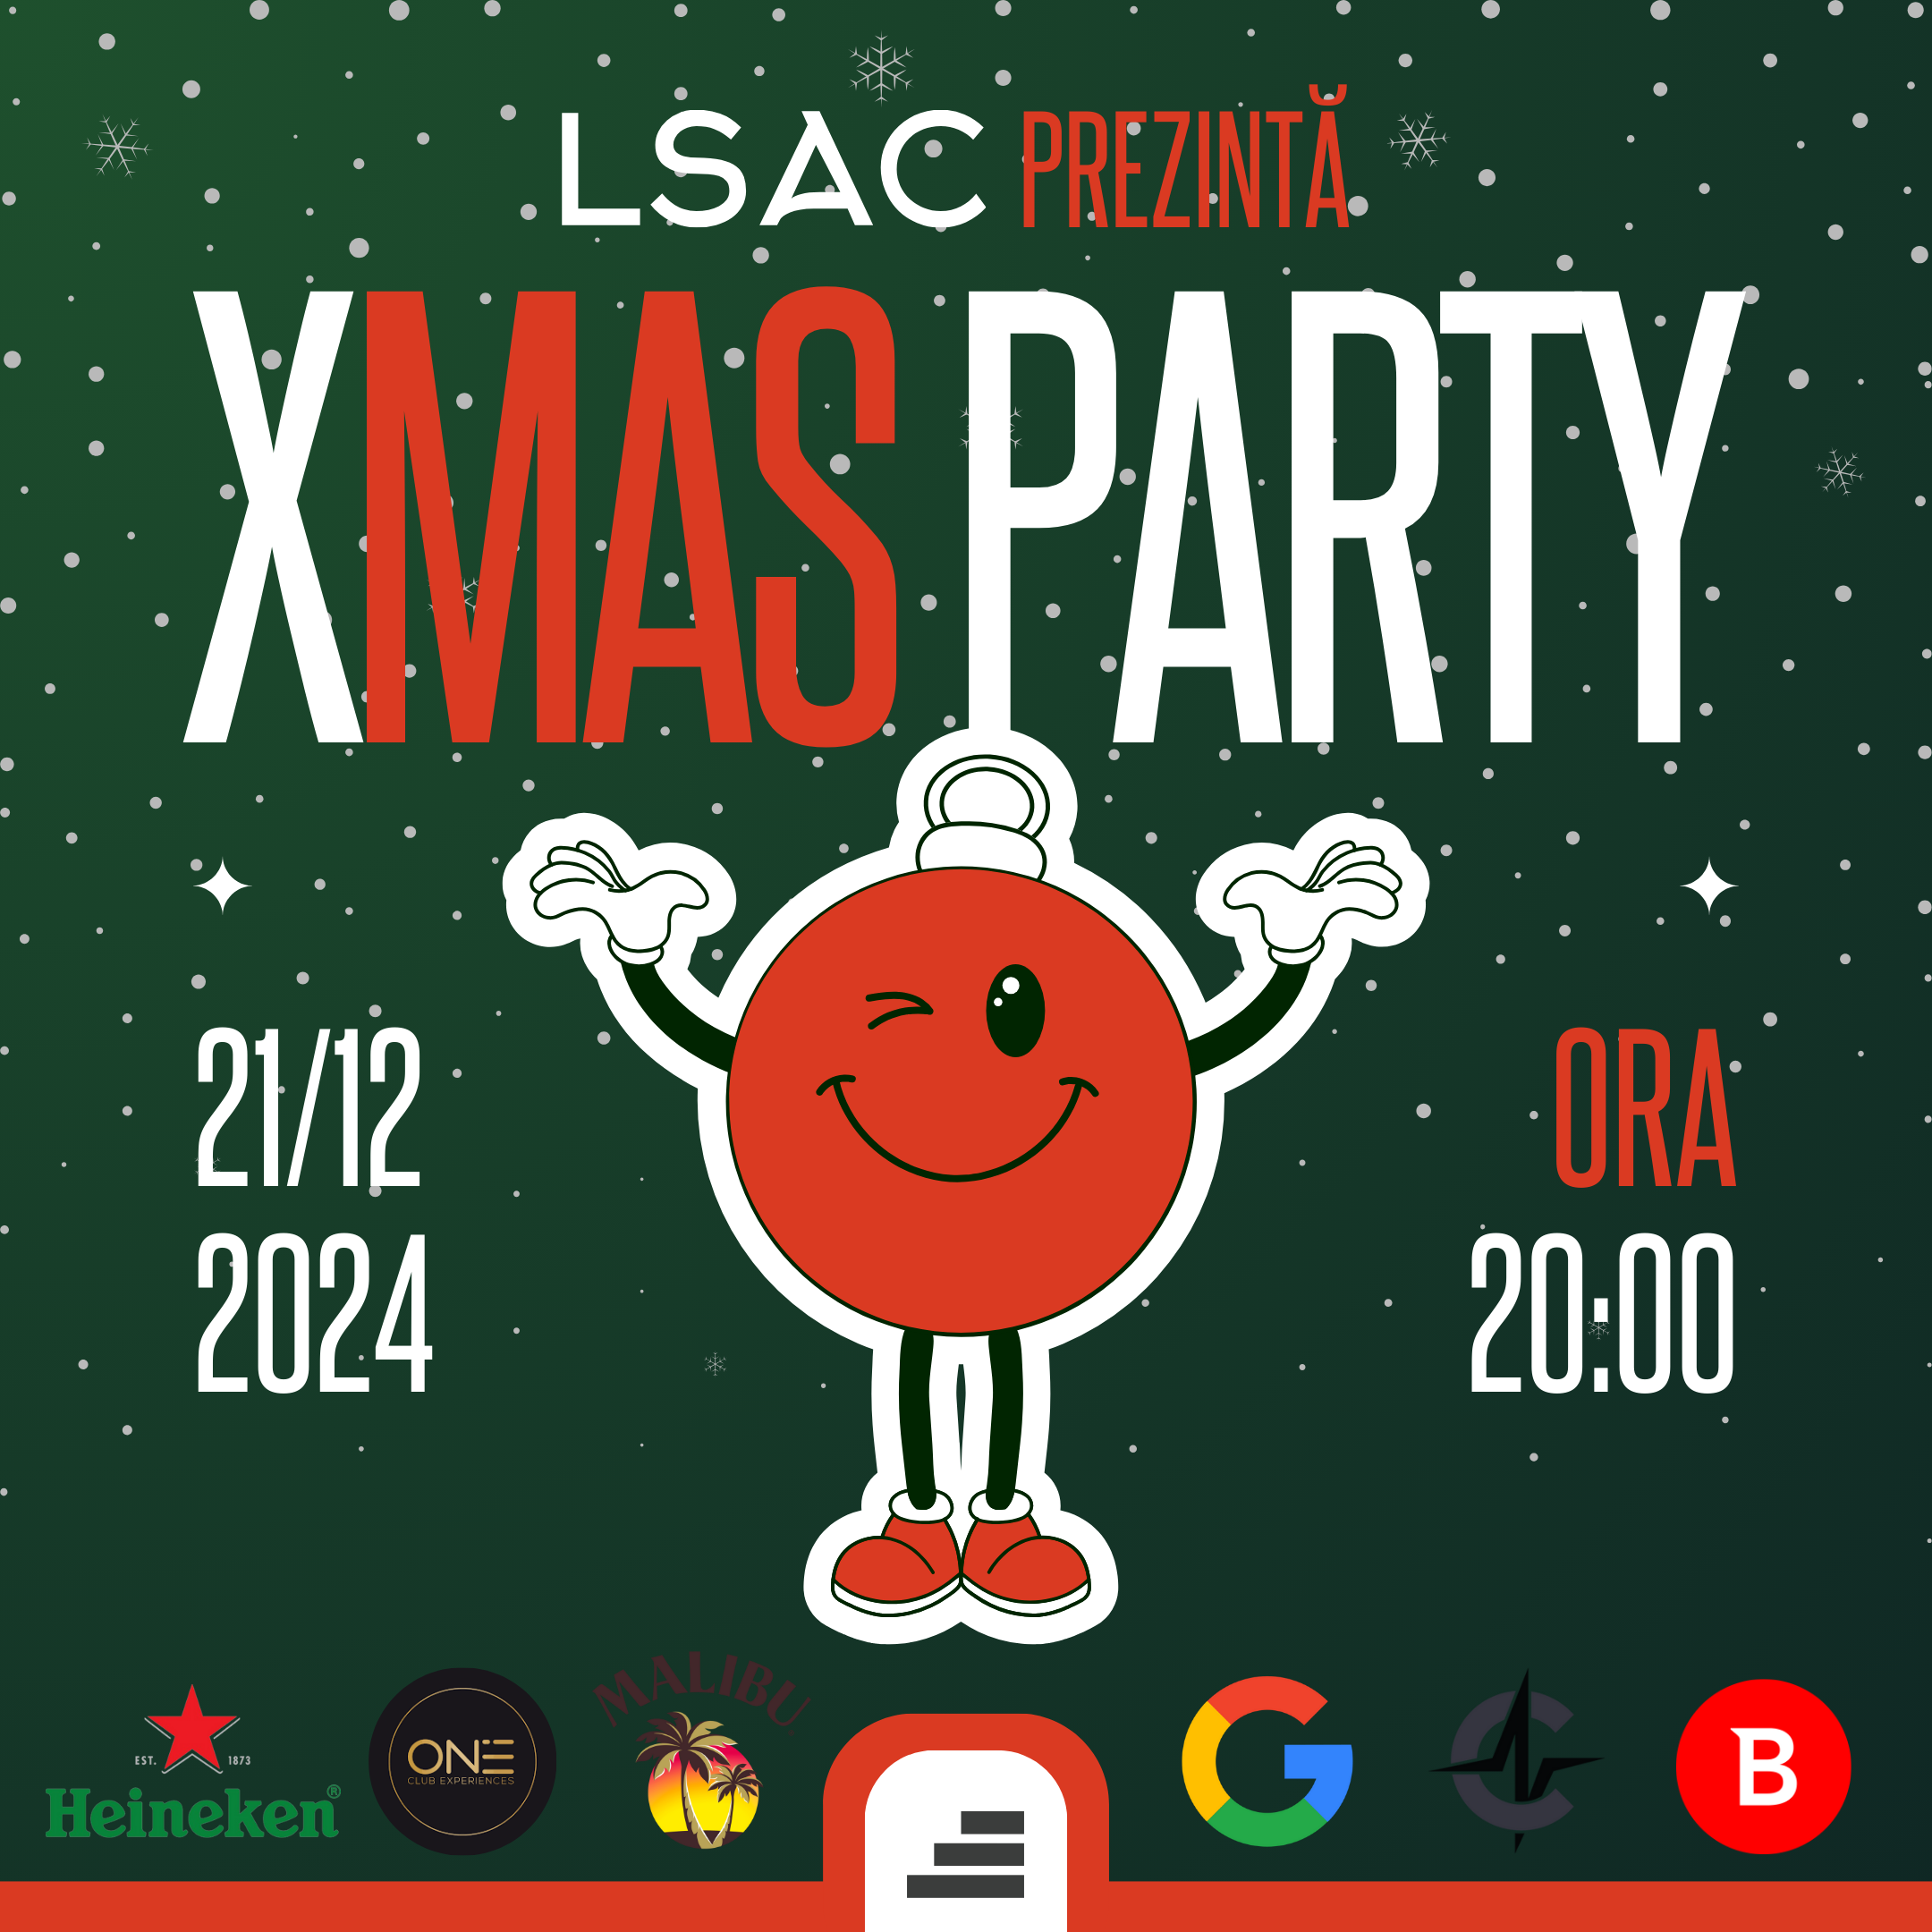 LSAC PREZINTĂ
XMAS PARTY
21/12
2024
ORA
20:00
EST. 1873
Heineken®
ONE
CLUB EXPERIENCES
MALIBU
G
C
B